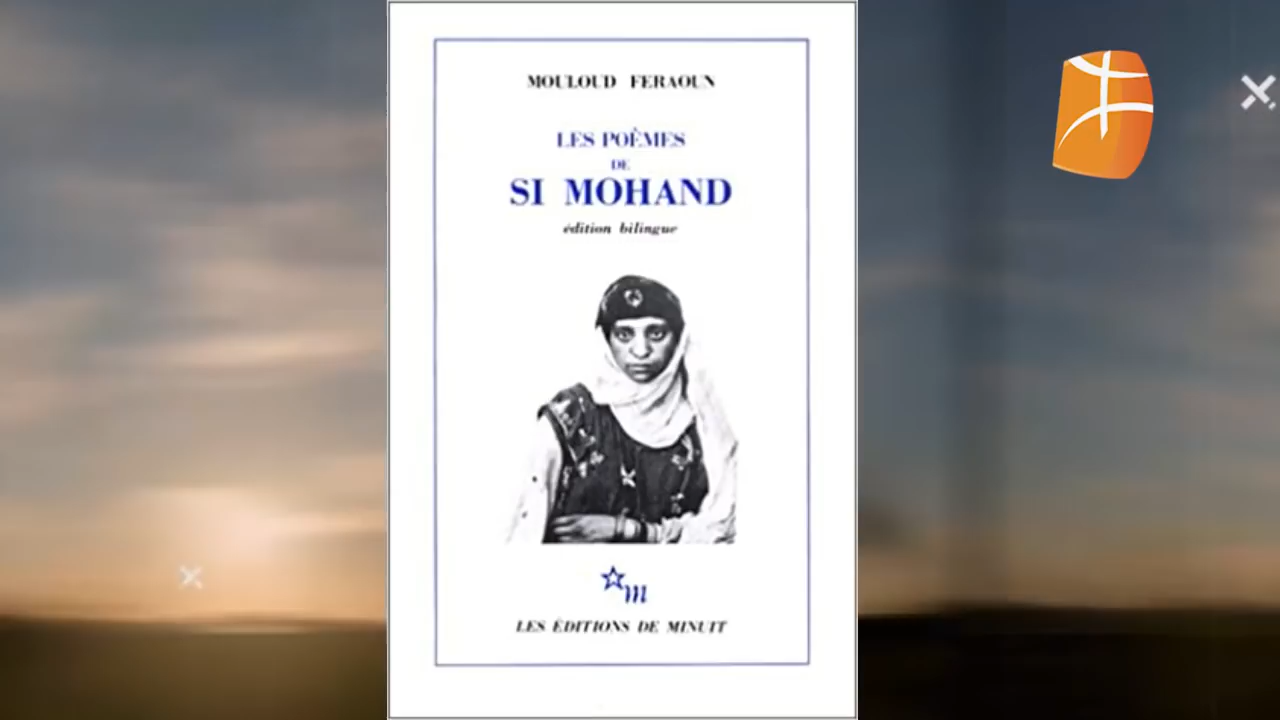 MOULOUD FERAOUN
LES POÈMES
DE
SI MOHAND
édition bilingue
m
LES ÉDITIONS DE MINUIT